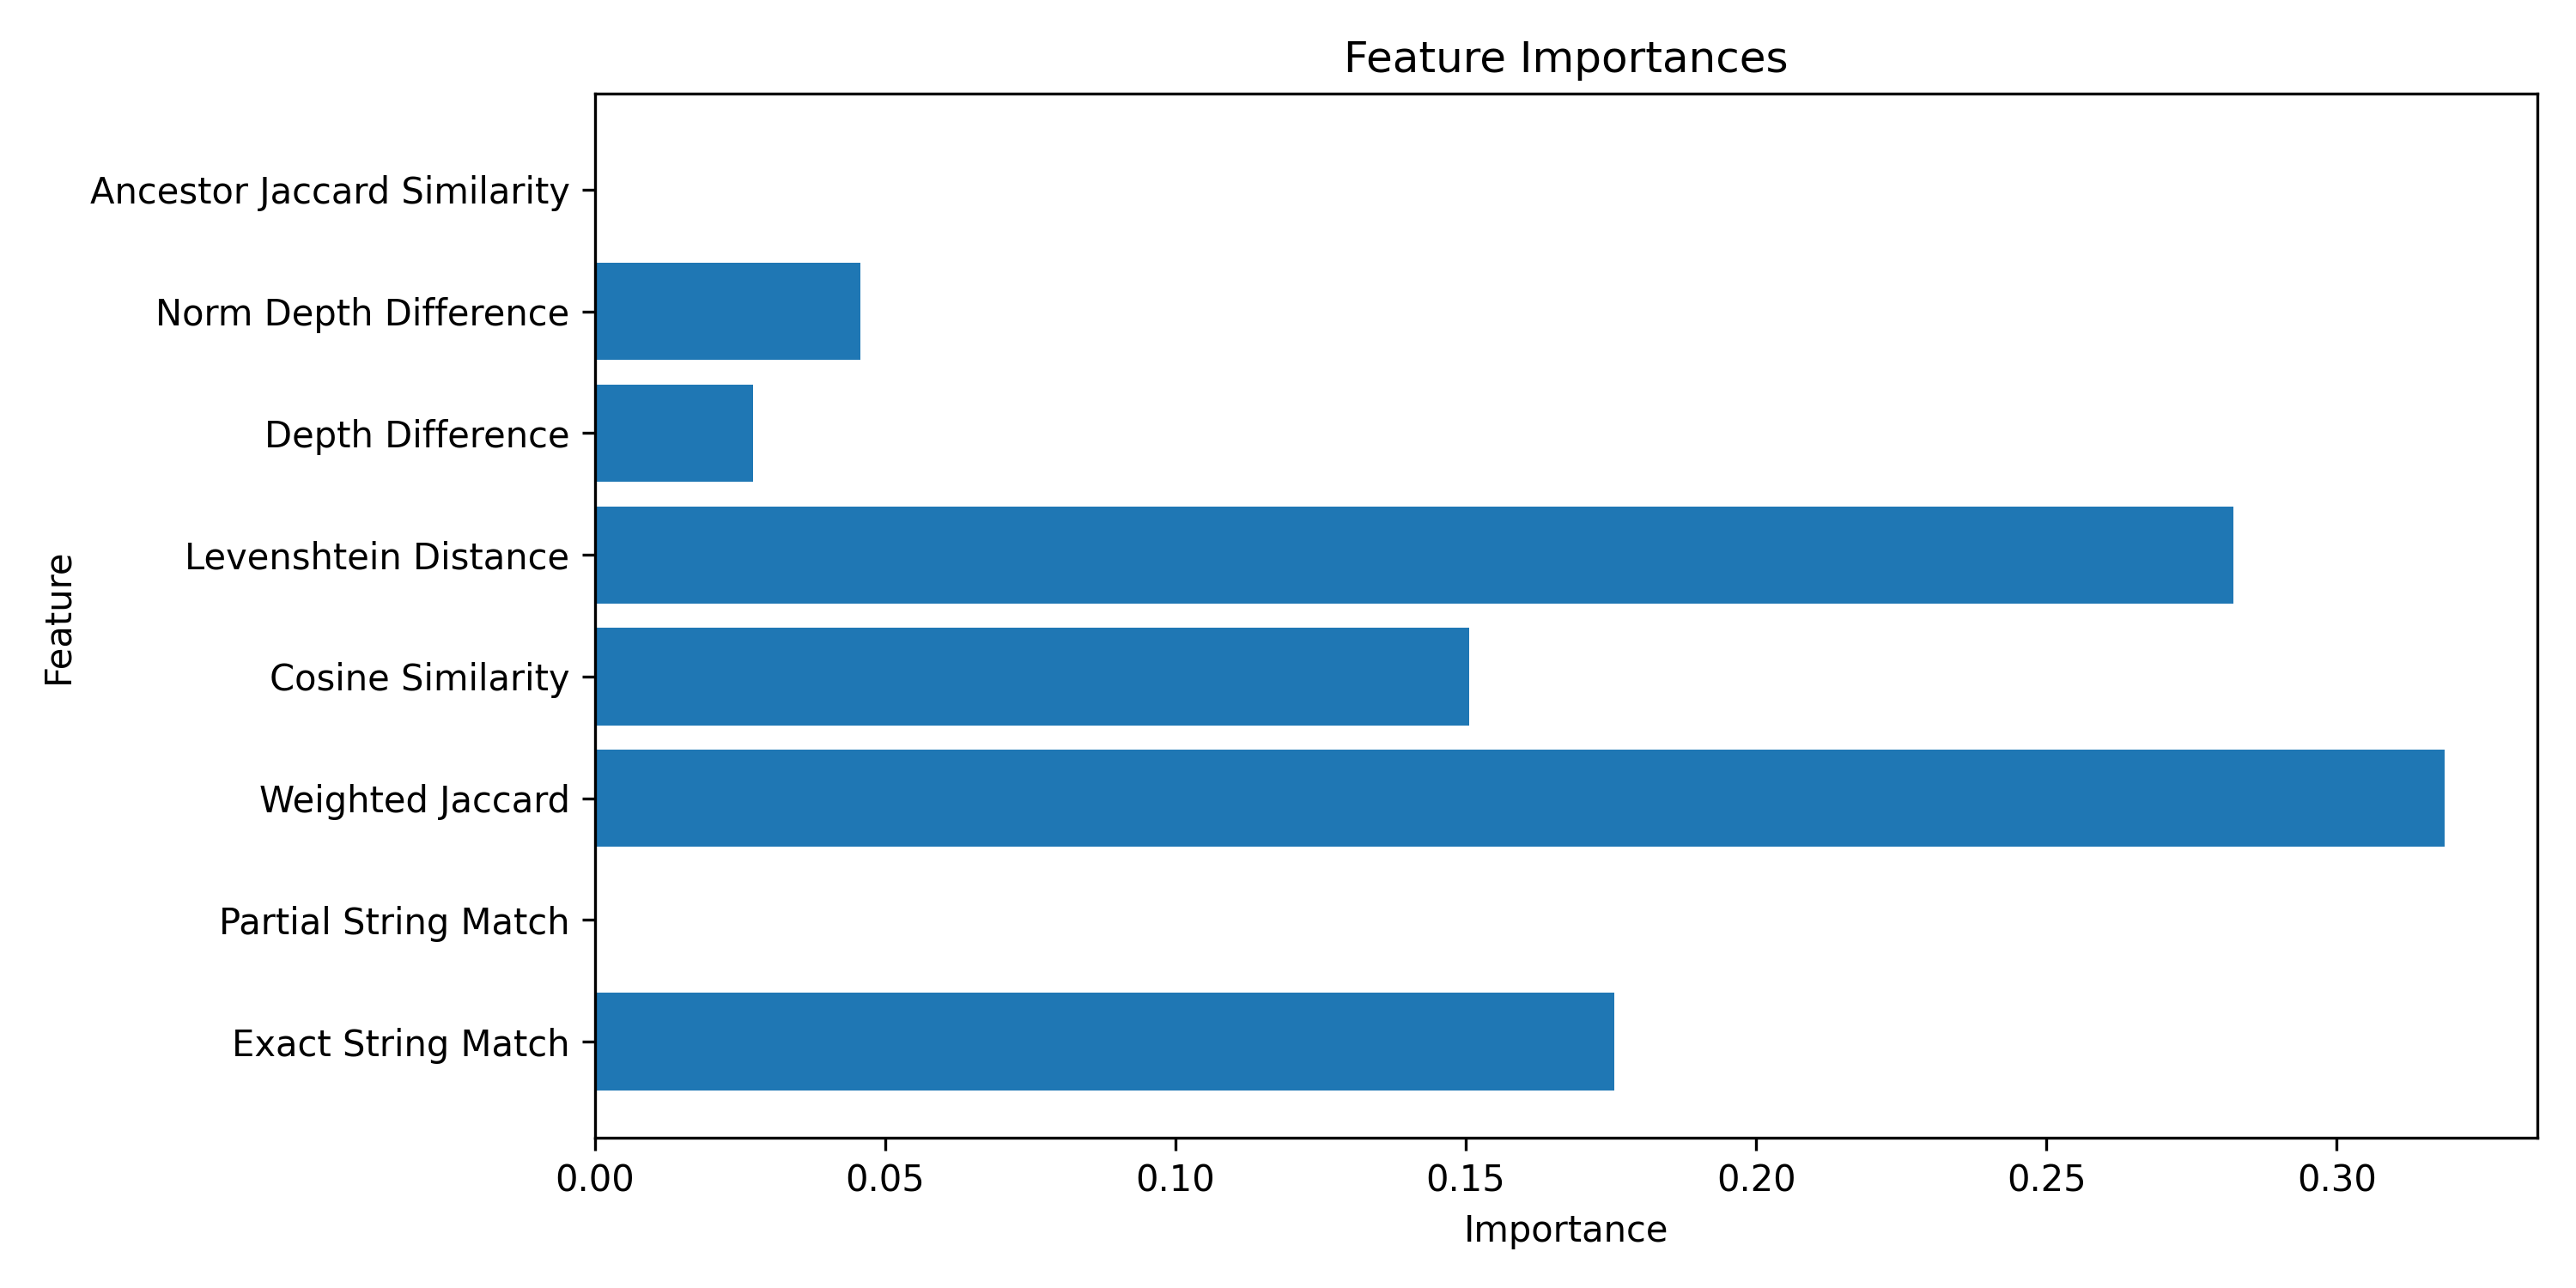 Feature Importances
Ancestor Jaccard Similarity
Norm Depth Difference
Depth Difference
Levenshtein Distance
Cosine Similarity
Weighted Jaccard
Partial String Match
Exact String Match
Feature
0.00 0.05 0.10 0.15 0.20 0.25 0.30
Importance